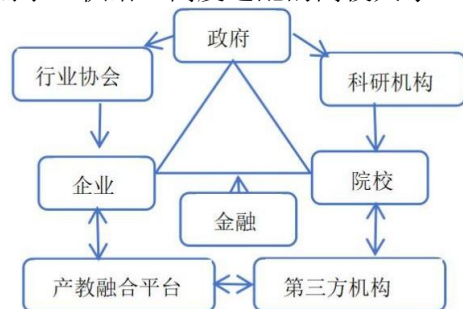 政府
行业协会
科研机构
企业
院校
金融
产教融合平台
第三方机构